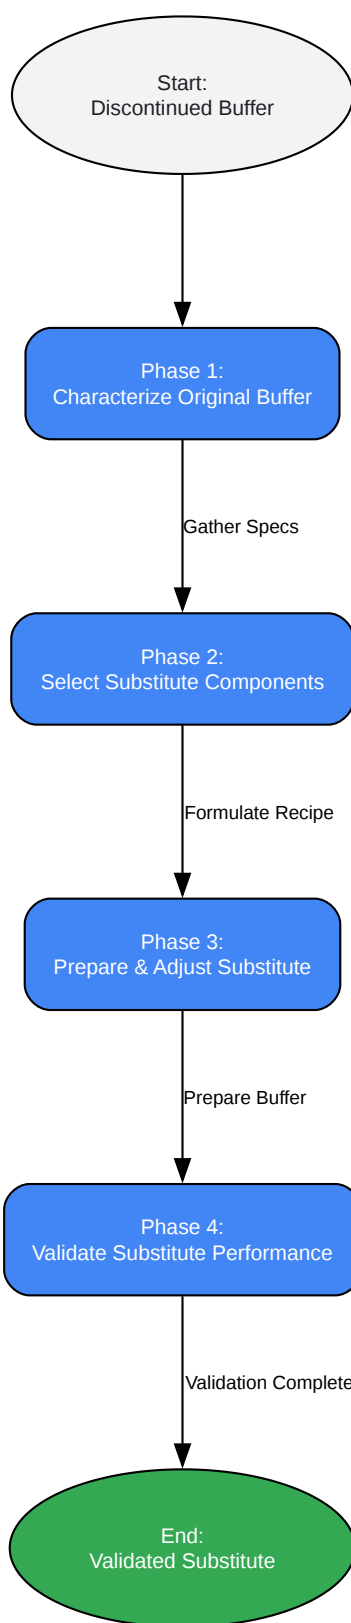 Start:
Discontinued Buffer
Phase 1:
Characterize Original Buffer
Gather Specs
Phase 2:
Select Substitute Components
Formulate Recipe
Phase 3:
Prepare & Adjust Substitute
Prepare Buffer
Phase 4:
Validate Substitute Performance
Validation Complete
End:
Validated Substitute